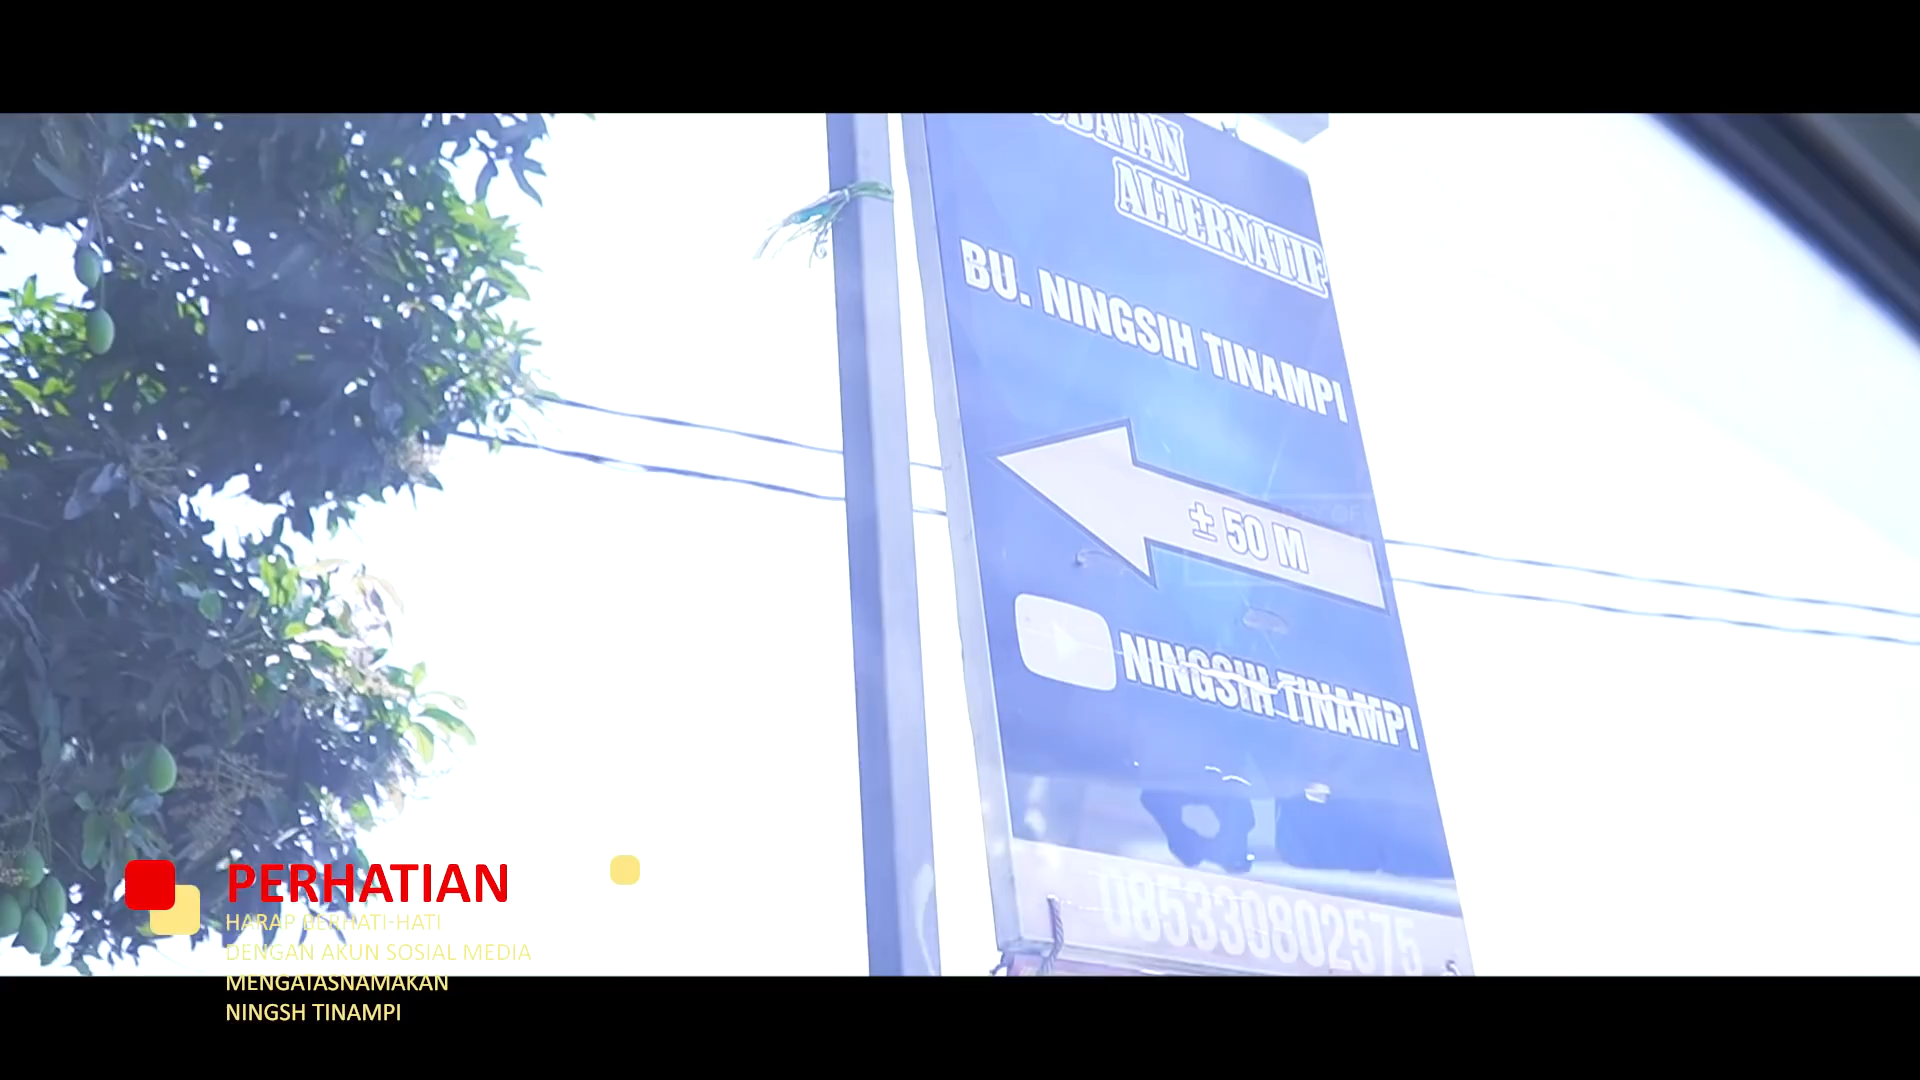 ALTERNATIF
BU. NINGSIH TINAMPI
± 50 M
NINGSIH TINAMPI
085330802575
PERHATIAN
HARAP BERHATI-HATI
DENGAN AKUN SOSIAL MEDIA
MENGATASNAMAKAN
NINGSH TINAMPI